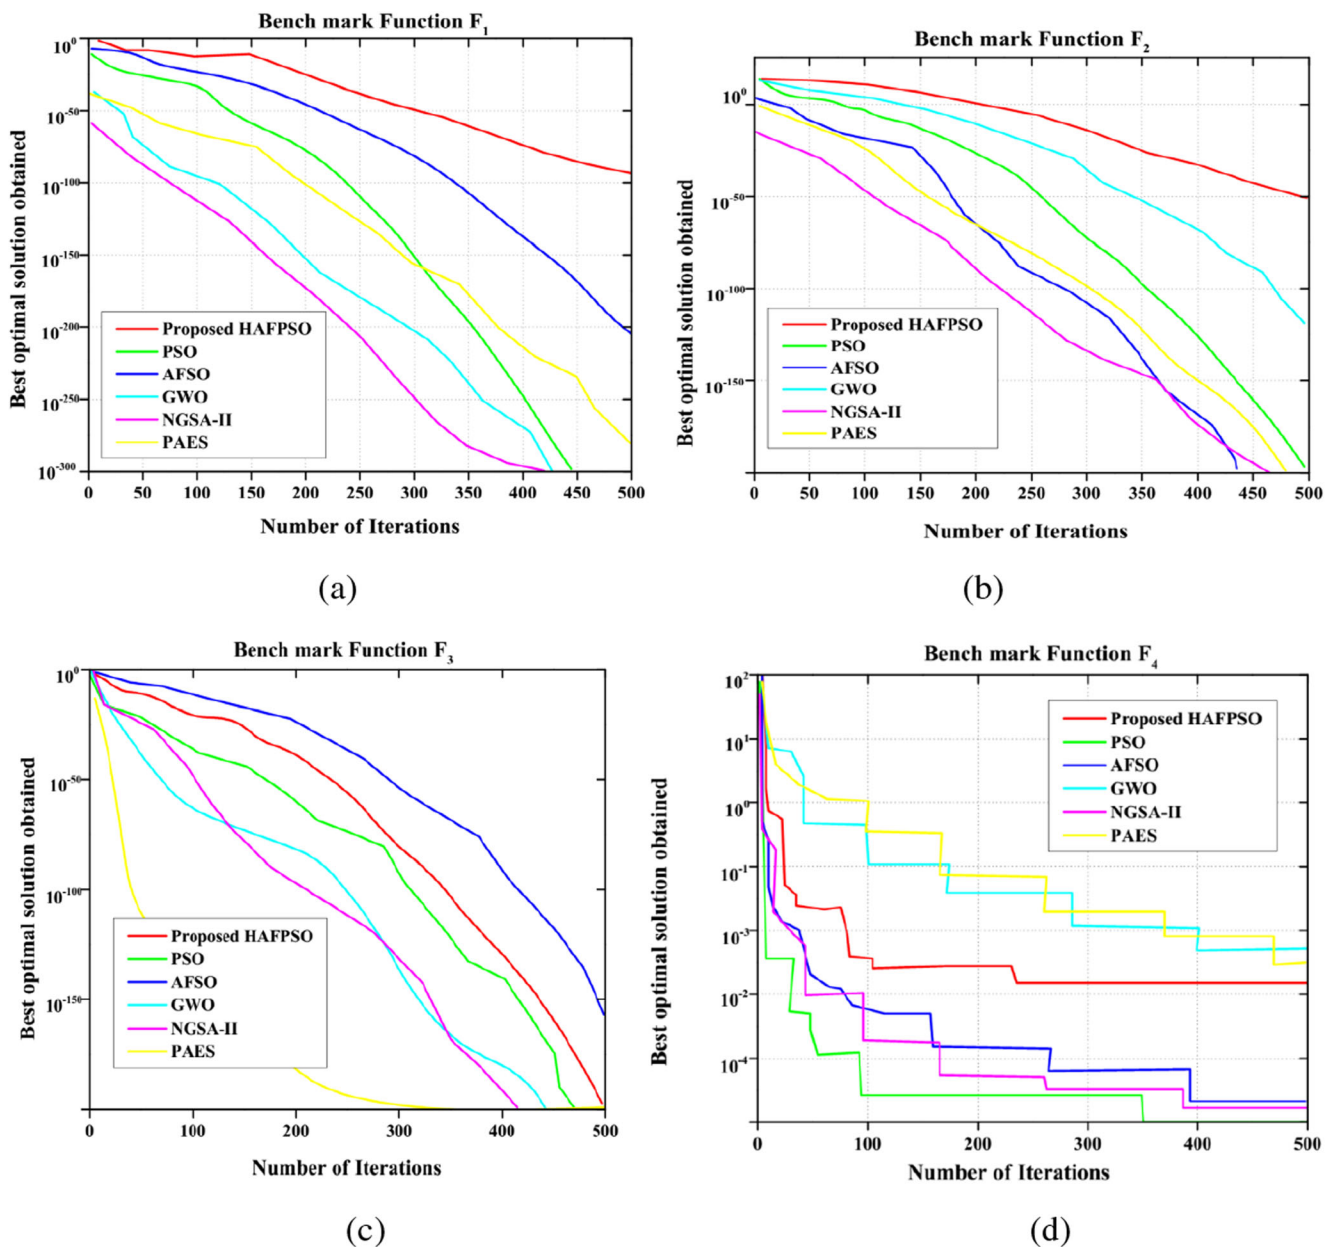 Bench mark Function F1
Best optimal solution obtained
10^0
10^-50
10^-100
10^-150
10^-200
10^-250
10^-300
Proposed HAFPSO
PSO
AFSO
GWO
NGSA-II
PAES
0 50 100 150 200 250 300 350 400 450 500
Number of Iterations
(a)
Bench mark Function F2
Best optimal solution obtained
10^0
10^-50
10^-100
10^-150
Proposed HAFPSO
PSO
AFSO
GWO
NGSA-II
PAES
0 50 100 150 200 250 300 350 400 450 500
Number of Iterations
(b)
Bench mark Function F3
Best optimal solution obtained
10^0
10^-50
10^-100
10^-150
Proposed HAFPSO
PSO
AFSO
GWO
NGSA-II
PAES
0 100 200 300 400 500
Number of Iterations
(c)
Bench mark Function F4
Best optimal solution obtained
10^2
10^1
10^0
10^-1
10^-3
10^-2
10^-4
Proposed HAFPSO
PSO
AFSO
GWO
NGSA-II
PAES
0 100 200 300 400 500
Number of Iterations
(d)